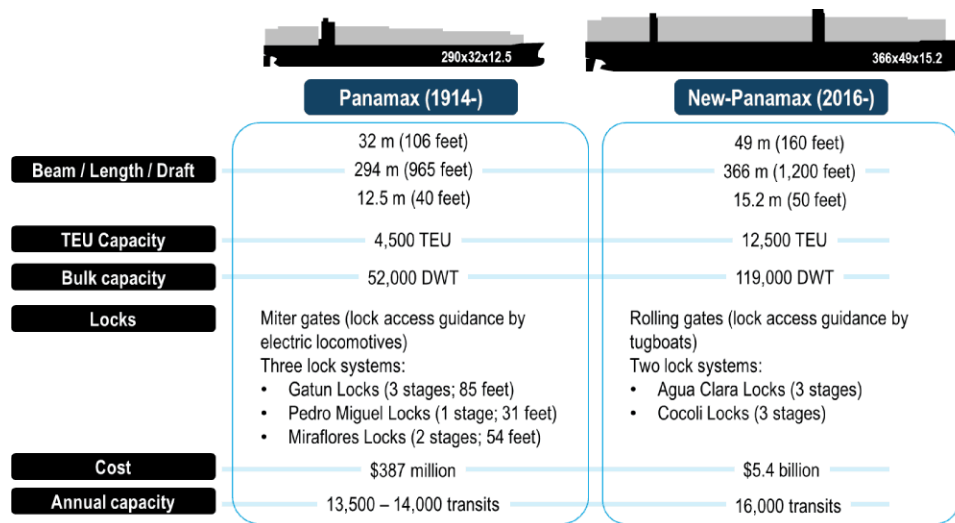 290x32x12.5
366x49x15.2
Panamax (1914-)
New-Panamax (2016-)
Beam / Length / Draft
32 m (106 feet)
294 m (965 feet)
12.5 m (40 feet)
49 m (160 feet)
366 m (1,200 feet)
15.2 m (50 feet)
TEU Capacity
4,500 TEU
12,500 TEU
Bulk capacity
52,000 DWT
119,000 DWT
Locks
Miter gates (lock access guidance by
electric locomotives)
Three lock systems:
• Gatun Locks (3 stages; 85 feet)
• Pedro Miguel Locks (1 stage; 31 feet)
• Miraflores Locks (2 stages; 54 feet)
Rolling gates (lock access guidance by
tugboats)
Two lock systems:
• Agua Clara Locks (3 stages)
• Cocoli Locks (3 stages)
Cost
$387 million
$5.4 billion
Annual capacity
13,500 – 14,000 transits
16,000 transits